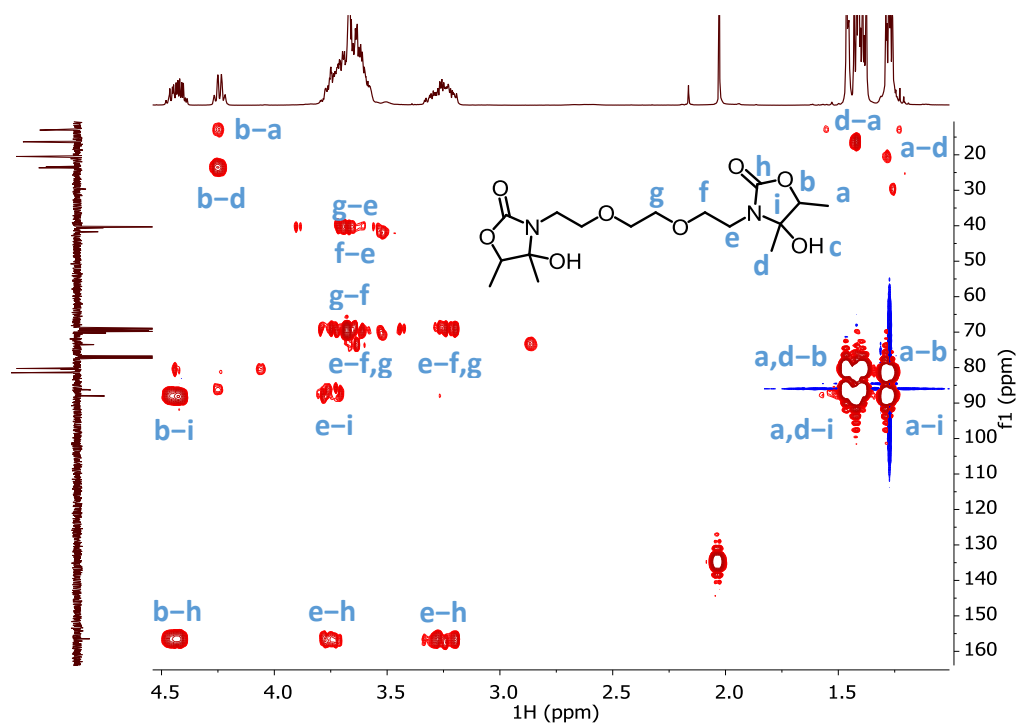 b–a
d–a
a–d
b–d
g–e
f–e
g–f
e–f,g
e–f,g
a,d–b
a–b
b–i
e–i
a,d–i
a–i
b–h
e–h
e–h
O
h
O
b
a
g
f
i
N
e
d
OH
c
O
O
O
N
O
OH
20
30
40
50
60
70
80
90
100
110
120
130
140
150
160
f1 (ppm)
4.5
4.0
3.5
3.0
2.5
2.0
1.5
1H (ppm)